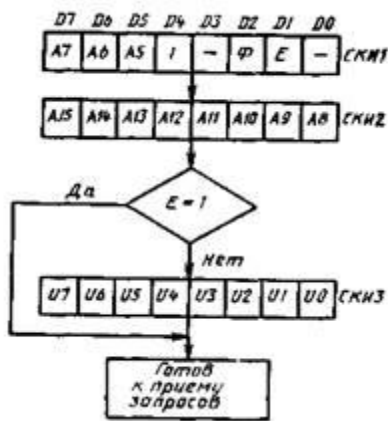 D7 D6 D5 D4 D3 D2 D1 D0
A7 A6 A5 1 — Ф E — СКИ1
A15 A14 A13 A12 A11 A10 A9 A8 СКИ2
Да
E = 1
Нет
U7 U6 U5 U4 U3 U2 U1 U0 СКИ3
Готов
к приему
запросов